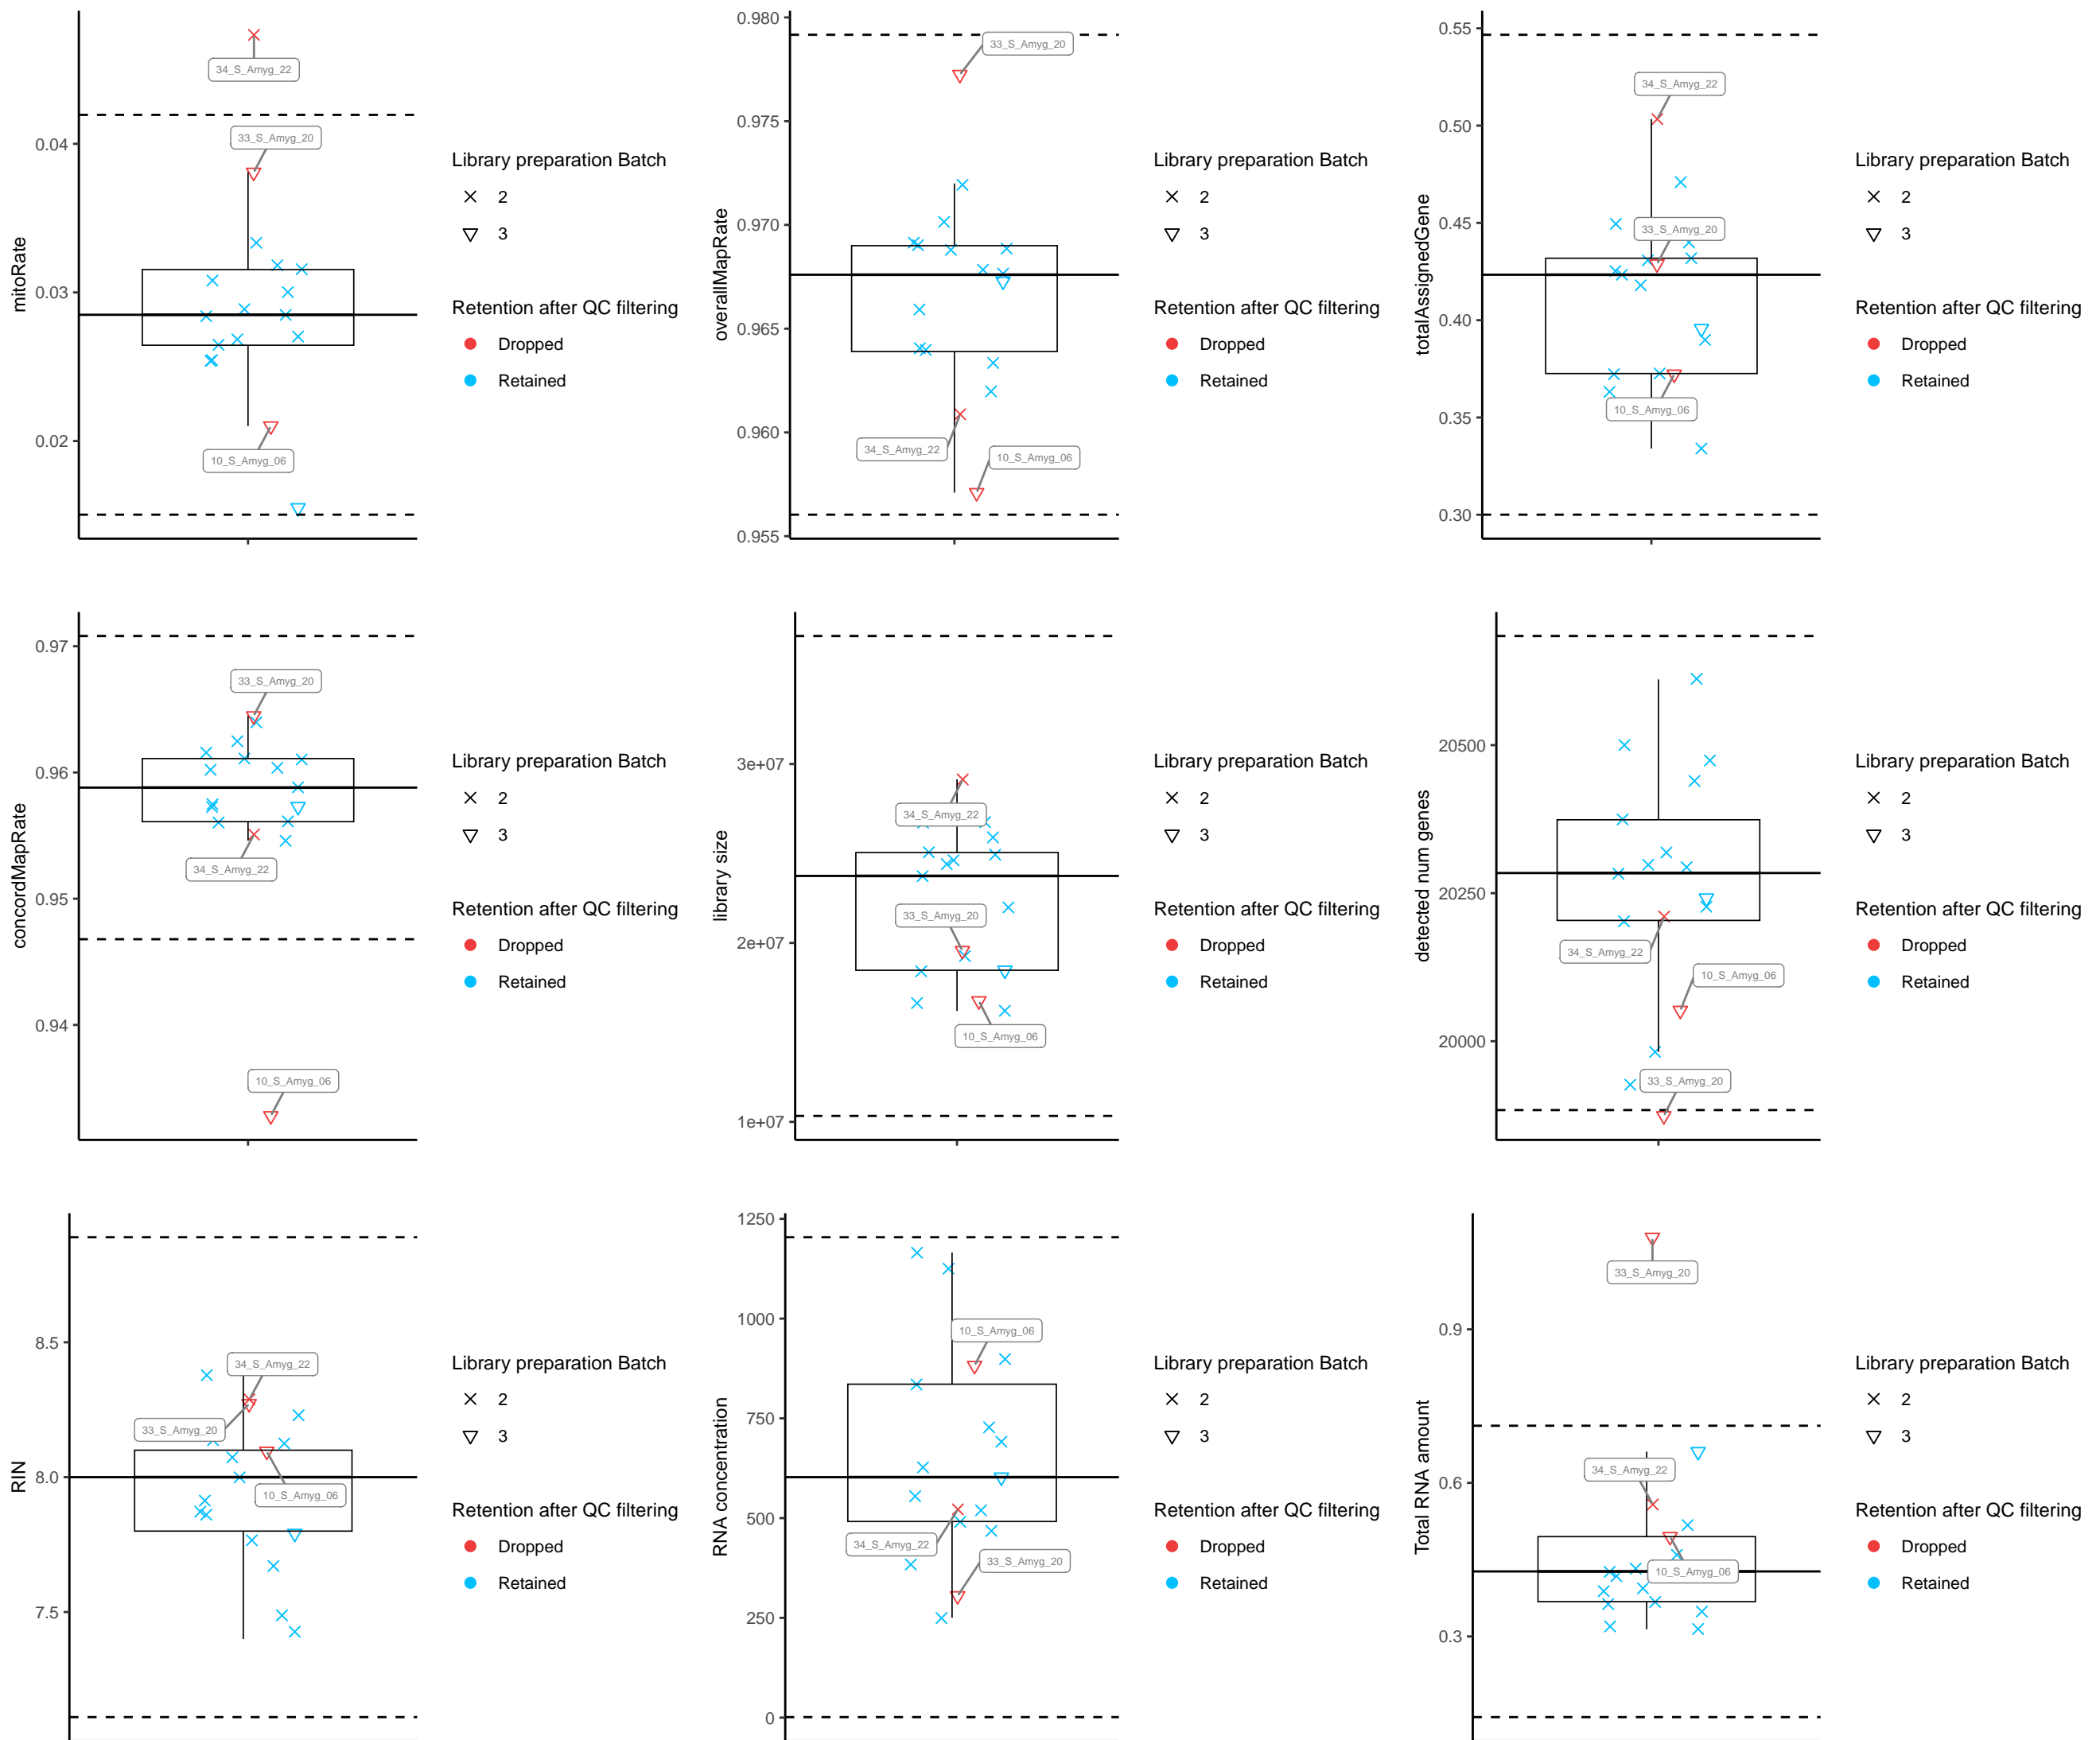 mitoRate
0.04
0.03
0.02
34_S_Amyg_22
33_S_Amyg_20
10_S_Amyg_06
Library preparation Batch
2
3
Retention after QC filtering
Dropped
Retained
overallMapRate
0.980
0.975
0.970
0.965
0.960
0.955
33_S_Amyg_20
34_S_Amyg_22
10_S_Amyg_06
Library preparation Batch
2
3
Retention after QC filtering
Dropped
Retained
totalAssignedGene
0.55
0.50
0.45
0.40
0.35
0.30
34_S_Amyg_22
33_S_Amyg_20
10_S_Amyg_06
Library preparation Batch
2
3
Retention after QC filtering
Dropped
Retained
concordMapRate
0.97
0.96
0.95
0.94
33_S_Amyg_20
34_S_Amyg_22
10_S_Amyg_06
Library preparation Batch
2
3
Retention after QC filtering
Dropped
Retained
library size
3e+07
2e+07
1e+07
34_S_Amyg_22
33_S_Amyg_20
10_S_Amyg_06
Library preparation Batch
2
3
Retention after QC filtering
Dropped
Retained
detected num genes
20500
20250
20000
34_S_Amyg_22
10_S_Amyg_06
33_S_Amyg_20
Library preparation Batch
2
3
Retention after QC filtering
Dropped
Retained
RIN
8.5
8.0
7.5
34_S_Amyg_22
33_S_Amyg_20
10_S_Amyg_06
Library preparation Batch
2
3
Retention after QC filtering
Dropped
Retained
RNA concentration
1250
1000
750
500
250
0
10_S_Amyg_06
34_S_Amyg_22
33_S_Amyg_20
Library preparation Batch
2
3
Retention after QC filtering
Dropped
Retained
Total RNA amount
0.9
0.6
0.3
33_S_Amyg_20
34_S_Amyg_22
10_S_Amyg_06
Library preparation Batch
2
3
Retention after QC filtering
Dropped
Retained